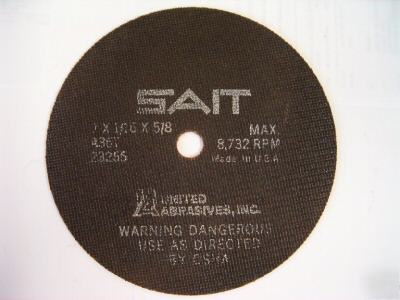 SAIT
7 X 1/16 X 5/8
MAX.
A36T
8,732 RPM
23255
Made in U.S.A
UNITED
ABRASIVES, INC.
WARNING DANGEROUS
USE AS DIRECTED
BY OSHA